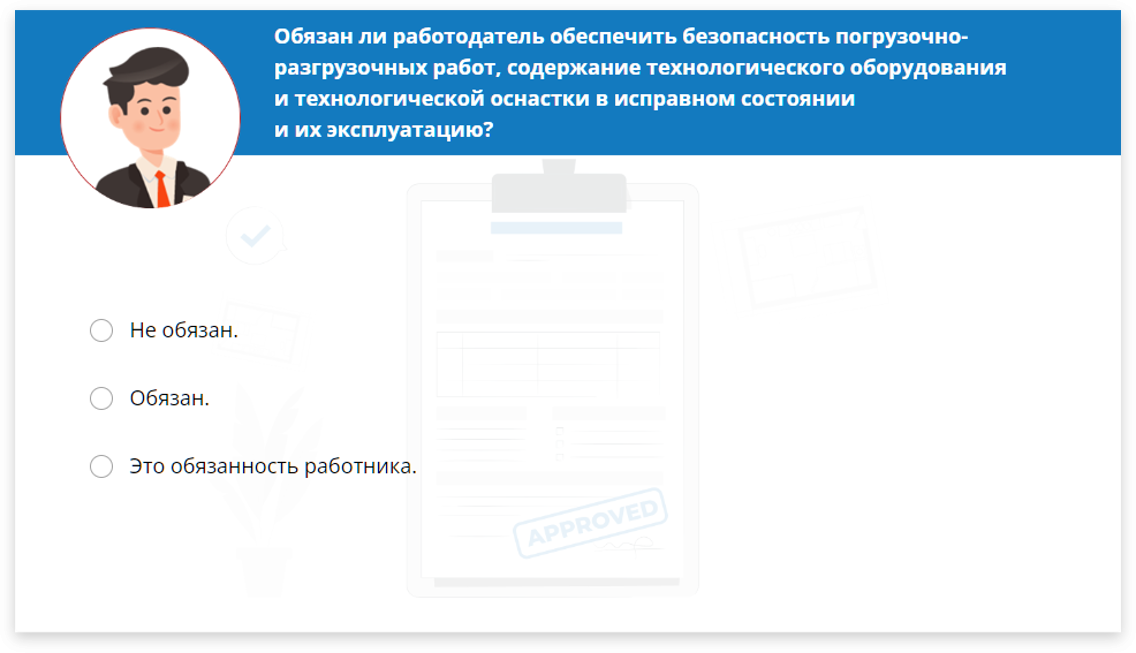 Обязан ли работодатель обеспечить безопасность погрузочно-
разгрузочных работ, содержание технологического оборудования
и технологической оснастки в исправном состоянии
и их эксплуатацию?
Не обязан.
Обязан.
Это обязанность работника.
APPROVED